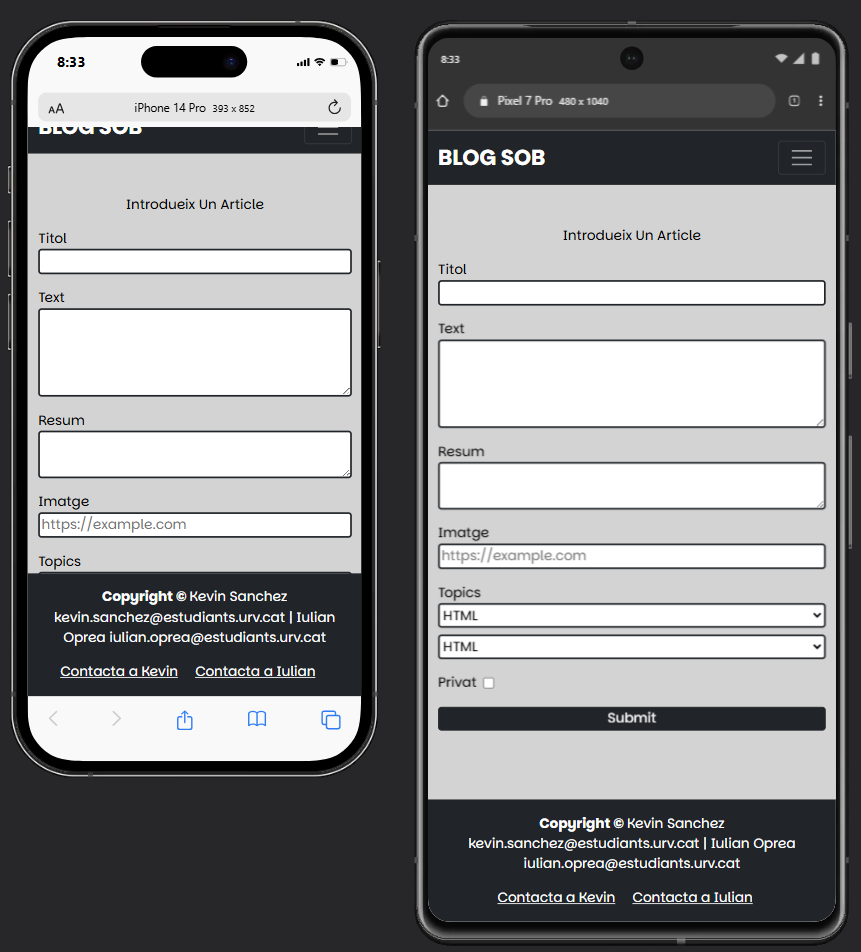 8:33
AA
iPhone 14 Pro 393 x 852
BLOG SOB
Introdueix Un Article
Titol
Text
Resum
Imatge
https://example.com
Topics
Copyright © Kevin Sanchez
kevin.sanchez@estudiants.urv.cat | Iulian
Oprea iulian.oprea@estudiants.urv.cat
Contacta a Kevin Contacta a Iulian
8:33
Pixel 7 Pro 480 x 1040
1
BLOG SOB
Introdueix Un Article
Titol
Text
Resum
Imatge
https://example.com
Topics
HTML
HTML
Privat
Submit
Copyright © Kevin Sanchez
kevin.sanchez@estudiants.urv.cat | Iulian Oprea
iulian.oprea@estudiants.urv.cat
Contacta a Kevin Contacta a Iulian